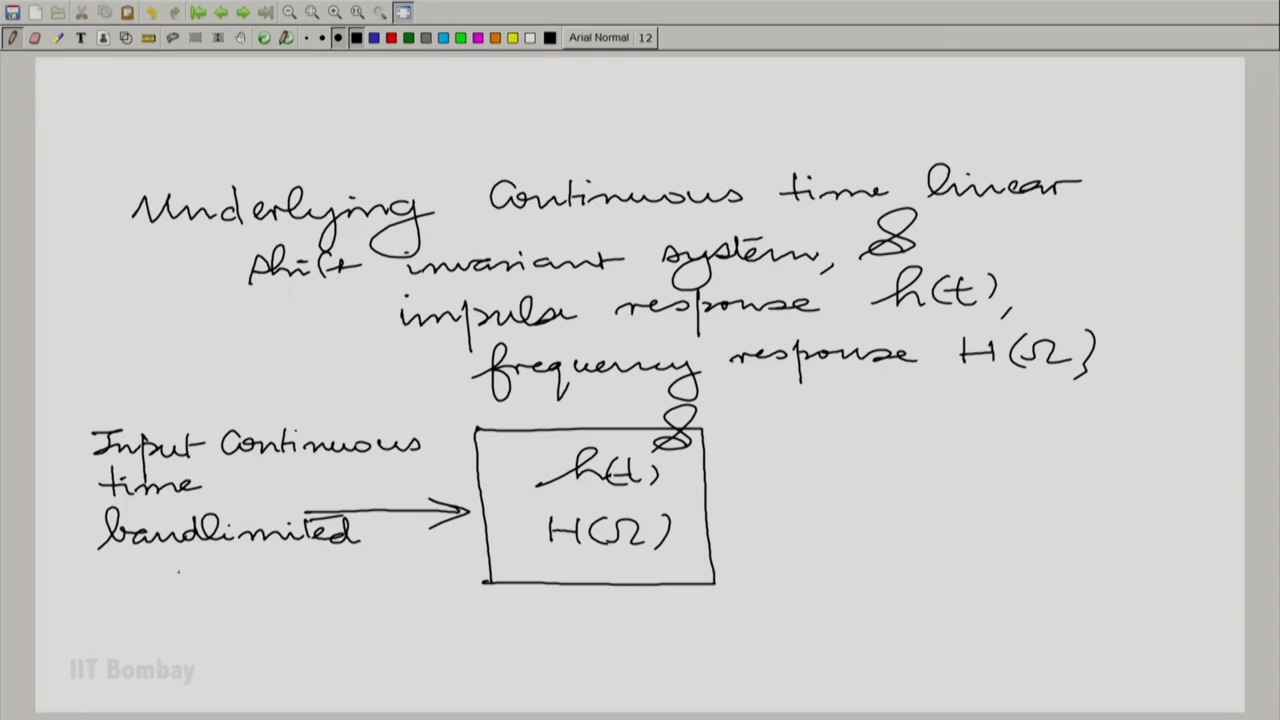 Arial Normal 12
Underlying Continuous time linear
shift invariant system, S
impulse response h(t),
frequency response H(Ω)
S
Input Continuous
time
bandlimited
h(t)
H(Ω)
IIT Bombay